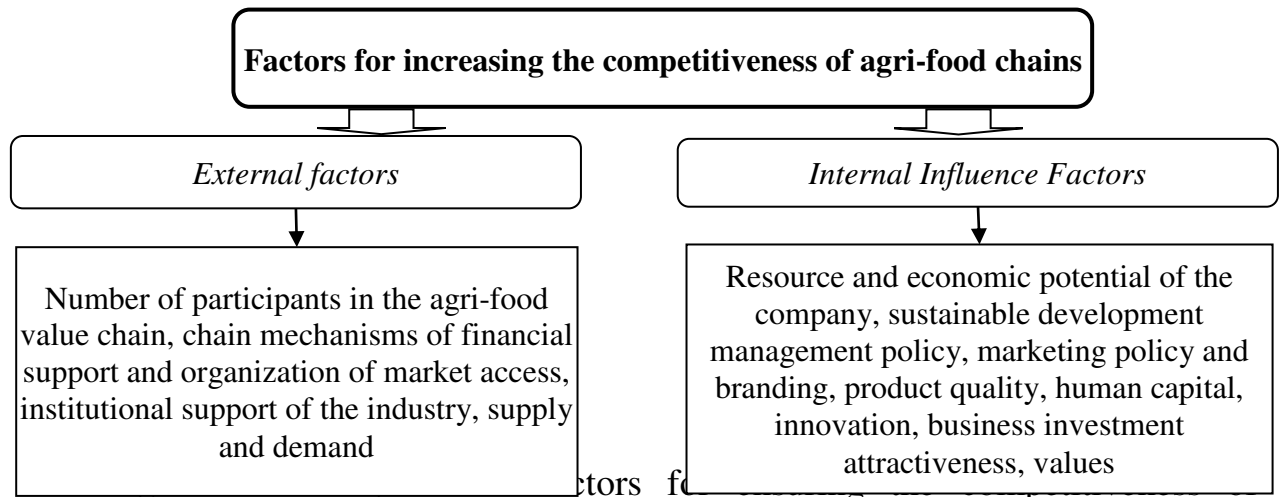 Factors for increasing the competitiveness of agri-food chains
External factors
Internal Influence Factors
Number of participants in the agri-food
value chain, chain mechanisms of financial
support and organization of market access,
institutional support of the industry, supply
and demand
Resource and economic potential of the
company, sustainable development
management policy, marketing policy and
branding, product quality, human capital,
innovation, business investment
attractiveness, values